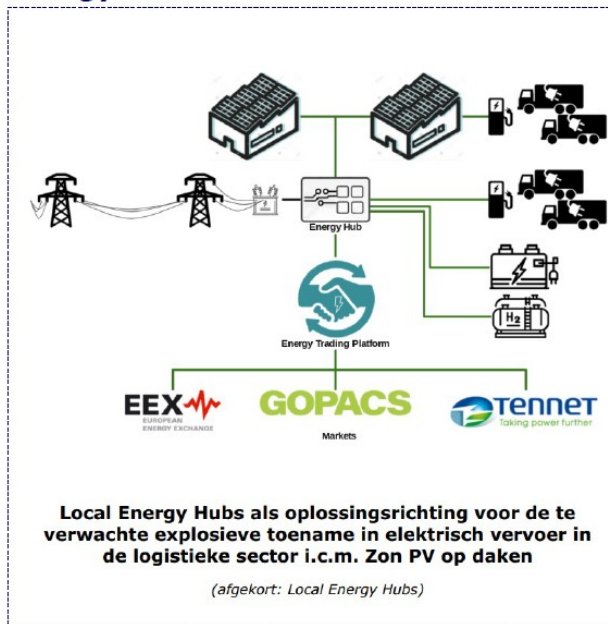 Energy Hub
Energy Trading Platform
EEX
EUROPEAN
ENERGY EXCHANGE
GOPACS
TENNET
Taking power further
Markets
H2
Local Energy Hubs als oplossingsrichting voor de te
verwachte explosieve toename in elektrisch vervoer in
de logistieke sector i.c.m. Zon PV op daken
(afgekort: Local Energy Hubs)